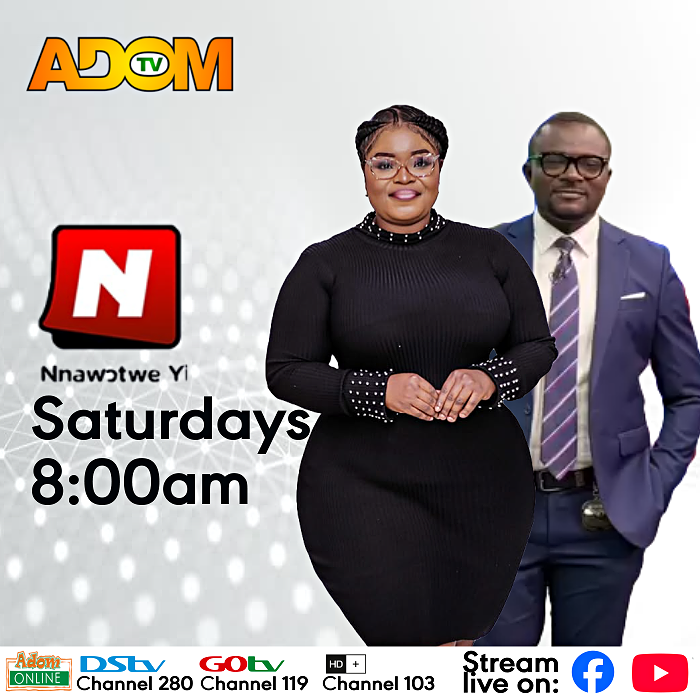 ADOM
TV
N
Nnawɔtwe Yi
Saturdays
8:00am
Adom
ONLINE
DStv
Channel 280
GOtv
Channel 119
HD +
Channel 103
Stream
live on: